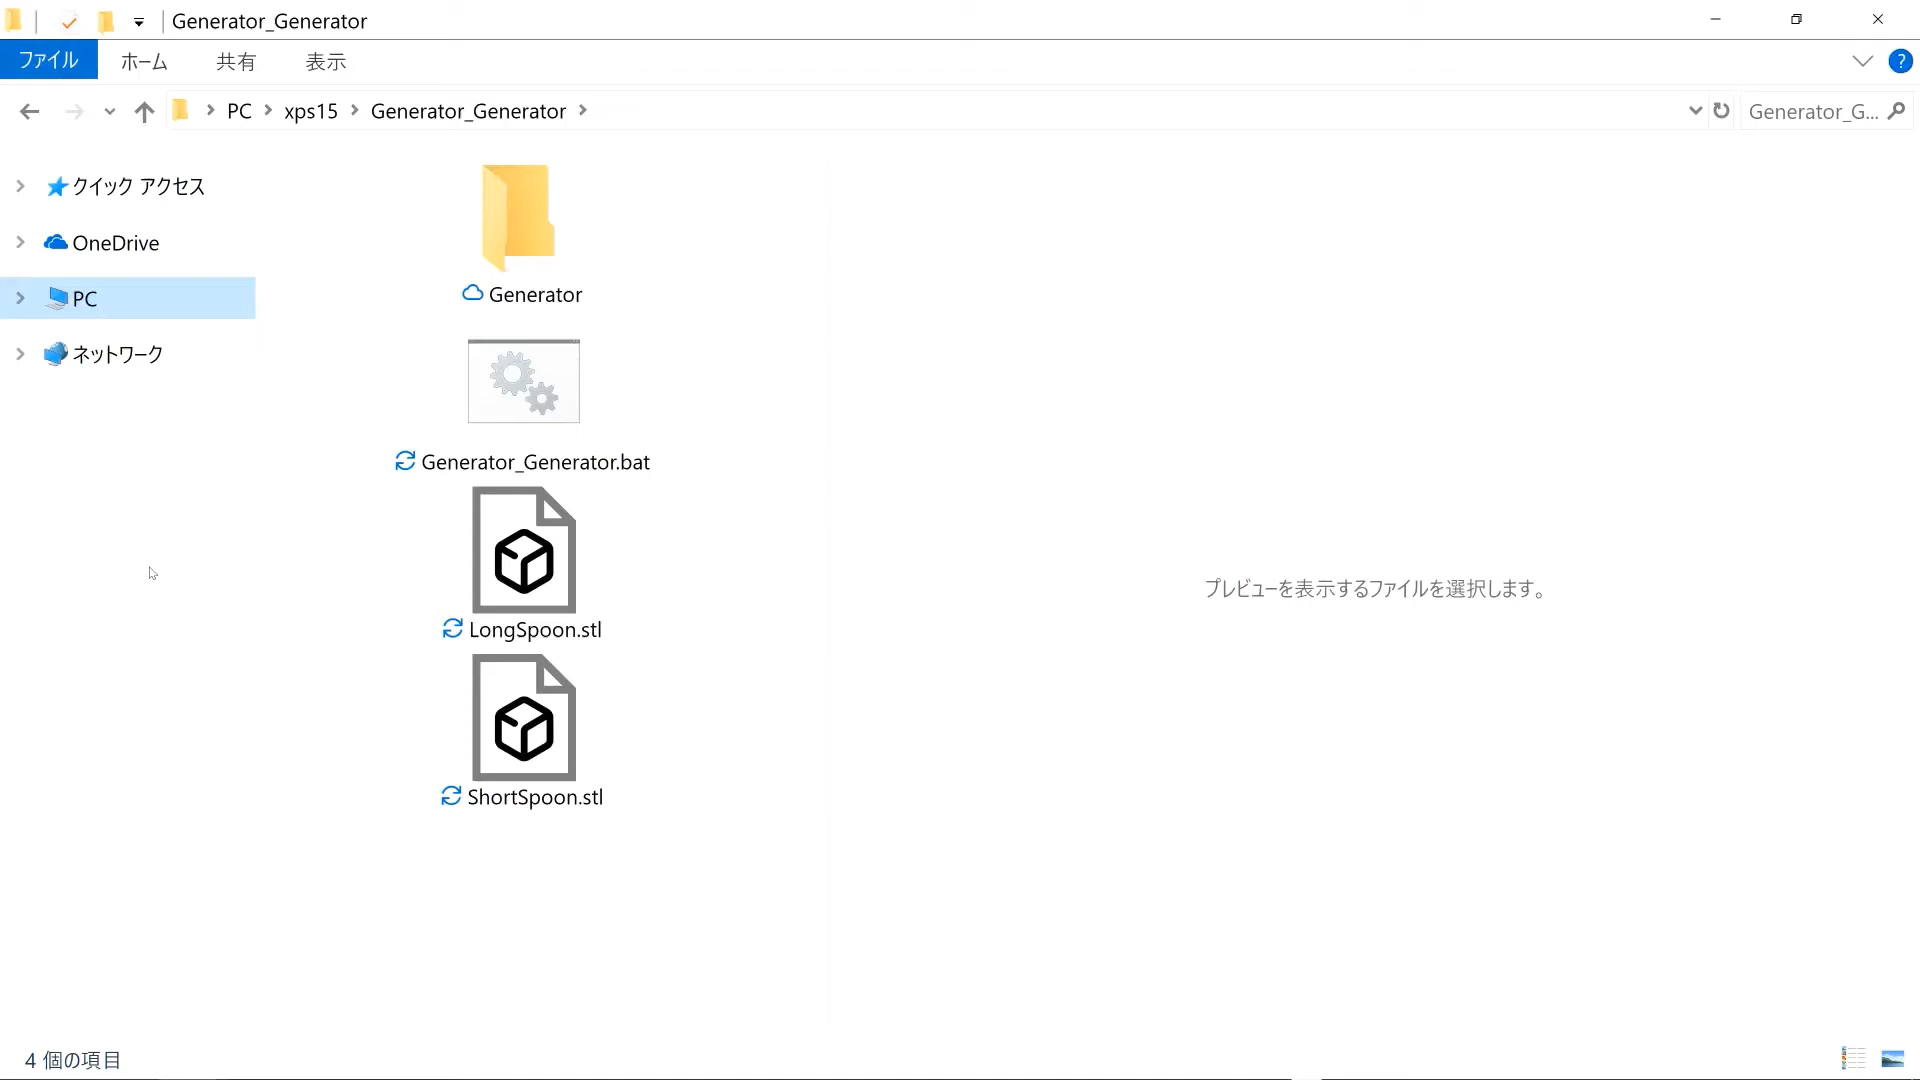 Generator_Generator
ファイル
ホーム
共有
表示
?
PC
xps15
Generator_Generator
Generator_G...
クイック アクセス
OneDrive
PC
ネットワーク
Generator
Generator_Generator.bat
LongSpoon.stl
ShortSpoon.stl
プレビューを表示するファイルを選択します。
4 個の項目